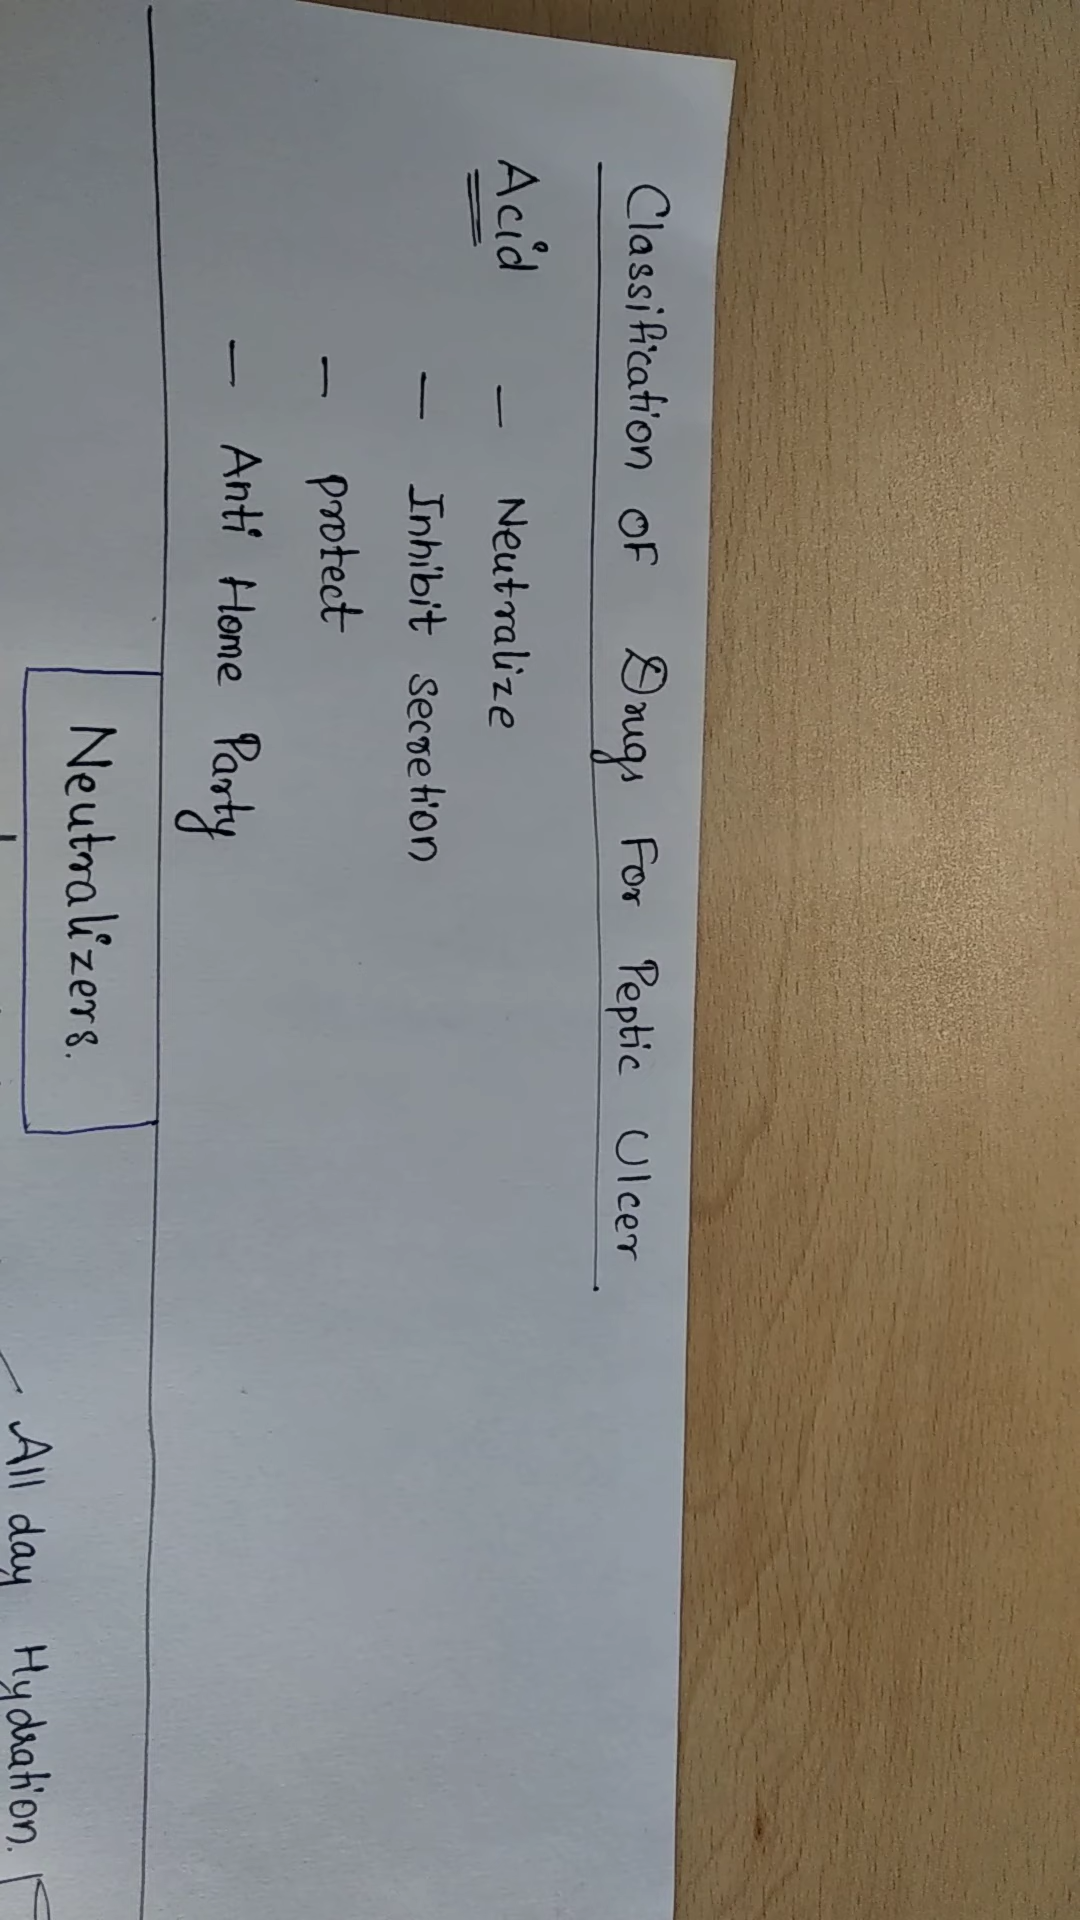 Classification OF Drugs For Peptic Ulcer
Acid - Neutralize
- Inhibit secretion
- protect
- Anti Home Party
Neutralizers.
All day Hydration.